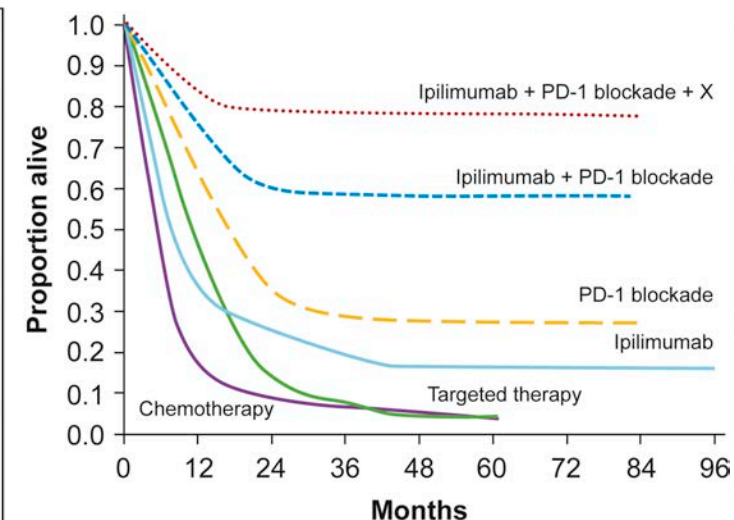 Proportion alive
1.0
0.9
0.8
0.7
0.6
0.5
0.4
0.3
0.2
0.1
0.0
Ipilimumab + PD-1 blockade + X
Ipilimumab + PD-1 blockade
PD-1 blockade
Ipilimumab
Targeted therapy
Chemotherapy
0 12 24 36 48 60 72 84 96
Months